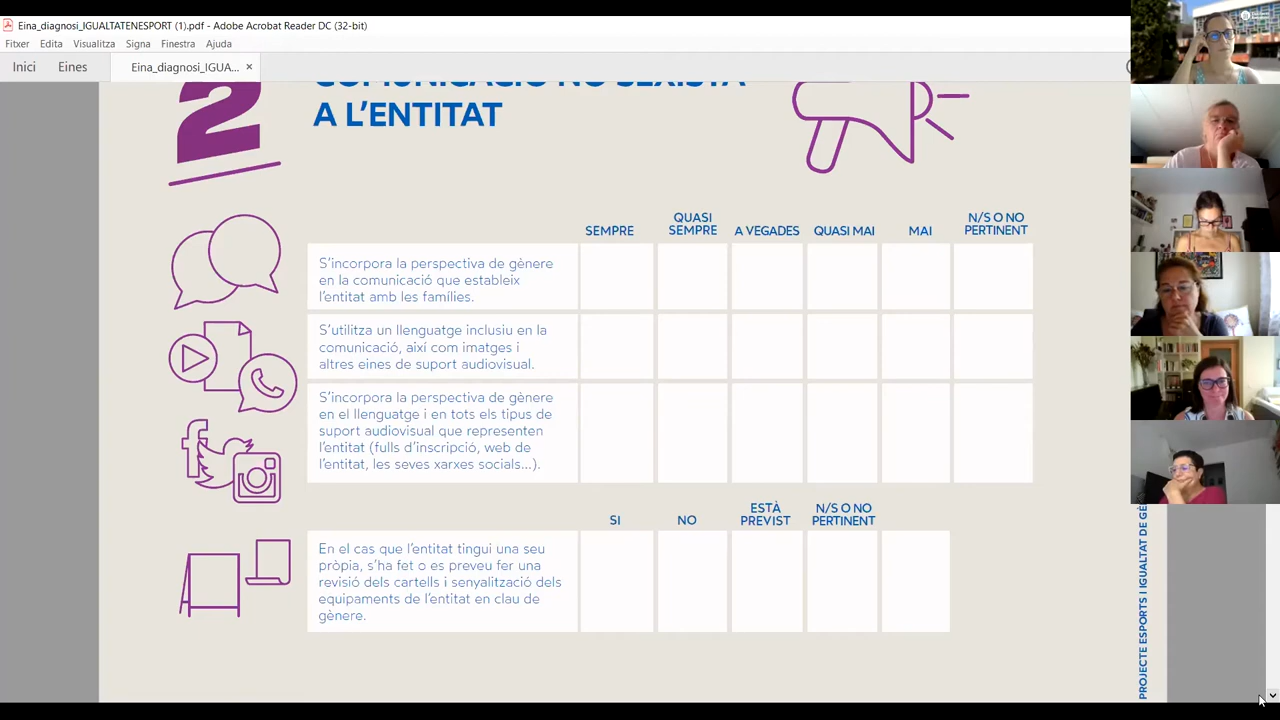 Eina_diagnosi_IGUALTATENESPORT (1).pdf - Adobe Acrobat Reader DC (32-bit)
Fitxer Edita Visualitza Signa Finestra Ajuda
Inici Eines Eina_diagnosi_IGUA... ×
2 COMUNICACIÓ NO SEXISTA
A L'ENTITAT
SEMPRE QUASI SEMPRE A VEGADES QUASI MAI MAI N/S O NO PERTINENT
S'incorpora la perspectiva de gènere
en la comunicació que estableix
l'entitat amb les famílies.
S'utilitza un llenguatge inclusiu en la
comunicació, així com imatges i
altres eines de suport audiovisual.
S'incorpora la perspectiva de gènere
en el llenguatge i en tots els tipus de
suport audiovisual que representen
l'entitat (fulls d'inscripció, web de
l'entitat, les seves xarxes socials...).
SI NO ESTÀ PREVIST N/S O NO PERTINENT
En el cas que l'entitat tingui una seu
pròpia, s'ha fet o es preveu fer una
revisió dels cartells i senyalització dels
equipaments de l'entitat en clau de
gènere.
PROJECTE ESPORTS I IGUALTAT DE GÈ